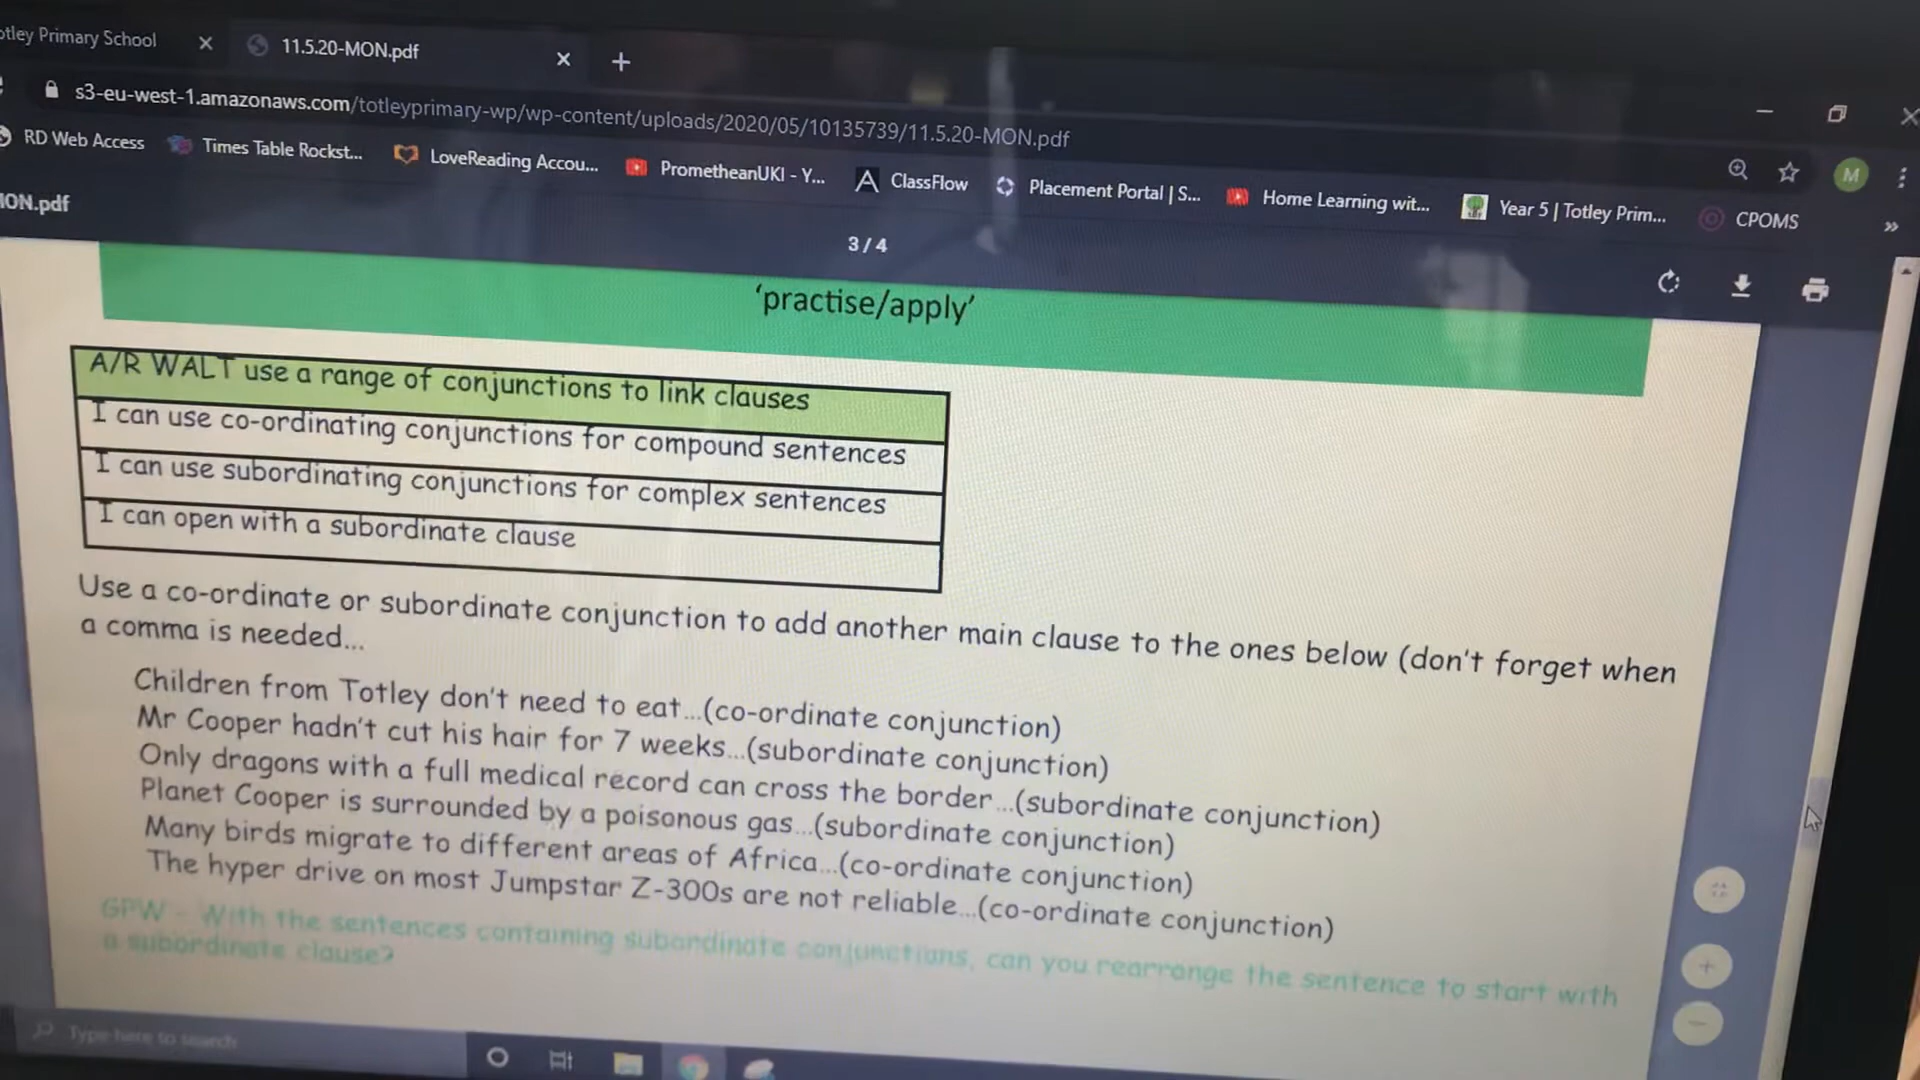 otley Primary School
11.5.20-MON.pdf
s3-eu-west-1.amazonaws.com/totleyprimary-wp/wp-content/uploads/2020/05/10135739/11.5.20-MON.pdf
RD Web Access
Times Table Rockst...
LoveReading Accou...
PrometheanUKI - Y...
ClassFlow
Placement Portal | S...
Home Learning wit...
Year 5 | Totley Prim...
CPOMS
M
MON.pdf
3 / 4
‘practise/apply’
A/R WALT use a range of conjunctions to link clauses
I can use co-ordinating conjunctions for compound sentences
I can use subordinating conjunctions for complex sentences
I can open with a subordinate clause
Use a co-ordinate or subordinate conjunction to add another main clause to the ones below (don't forget when
a comma is needed...
Children from Totley don't need to eat...(co-ordinate conjunction)
Mr Cooper hadn't cut his hair for 7 weeks...(subordinate conjunction)
Only dragons with a full medical record can cross the border...(subordinate conjunction)
Planet Cooper is surrounded by a poisonous gas...(subordinate conjunction)
Many birds migrate to different areas of Africa...(co-ordinate conjunction)
The hyper drive on most Jumpstar Z-300s are not reliable...(co-ordinate conjunction)
GPW - With the sentences containing subordinate conjunctions, can you rearrange the sentence to start with
a subordinate clause?
Type here to search